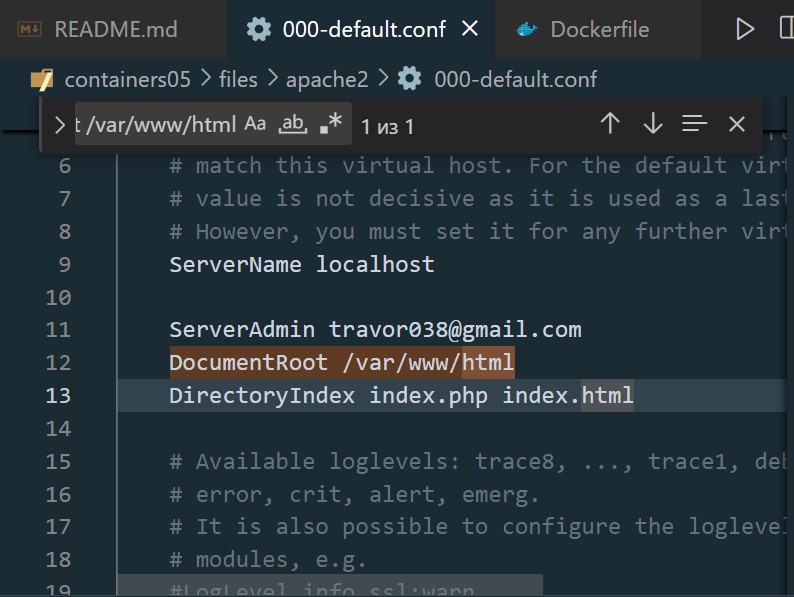 README.md 000-default.conf Dockerfile
containers05 > files > apache2 > 000-default.conf
t /var/www/html Aa ab 1 из 1
6 # match this virtual host. For the default virt
7 # value is not decisive as it is used as a last
8 # However, you must set it for any further virt
9 ServerName localhost
10
11 ServerAdmin travor038@gmail.com
12 DocumentRoot /var/www/html
13 DirectoryIndex index.php index.html
14
15 # Available loglevels: trace8, ..., trace1, deb
16 # error, crit, alert, emerg.
17 # It is also possible to configure the logleve
18 # modules, e.g.
19 #LogLevel info ssl:warn